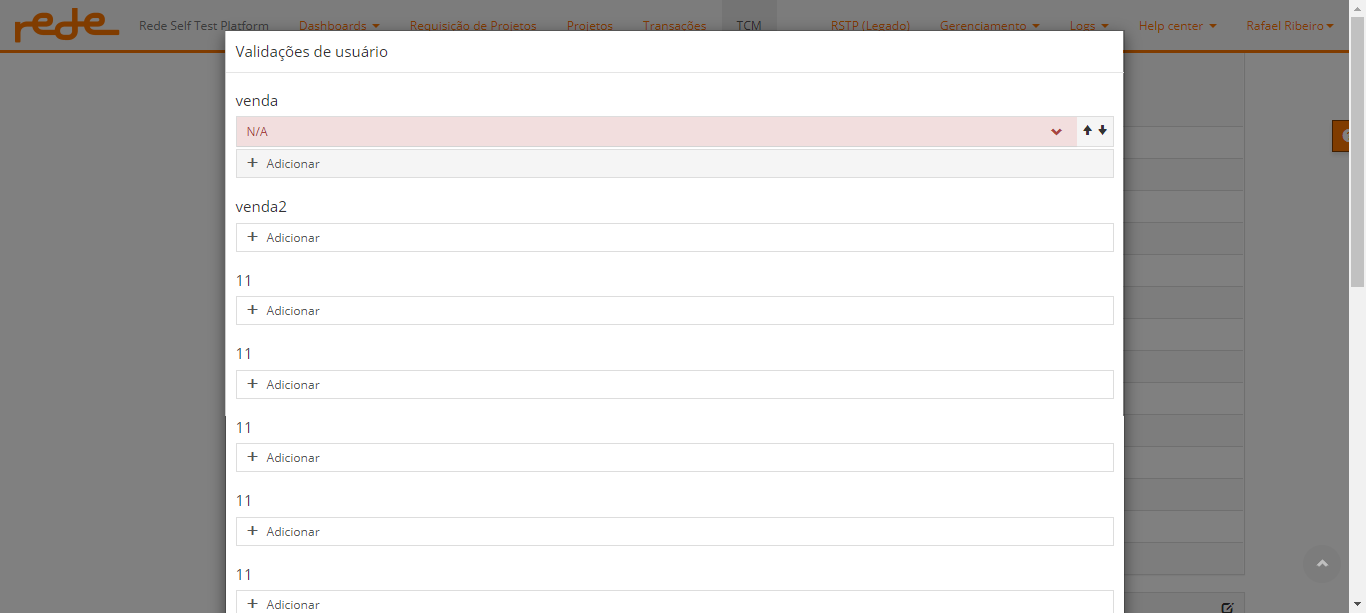 rede Rede Self Test Platform Dashboards Requisição de Projetos Projetos Transações TCM RSTP (Legado) Gerenciamento Logs Help center Rafael Ribeiro
Validações de usuário
venda
N/A
+ Adicionar
venda2
+ Adicionar
11
+ Adicionar
11
+ Adicionar
11
+ Adicionar
11
+ Adicionar
11
+ Adicionar